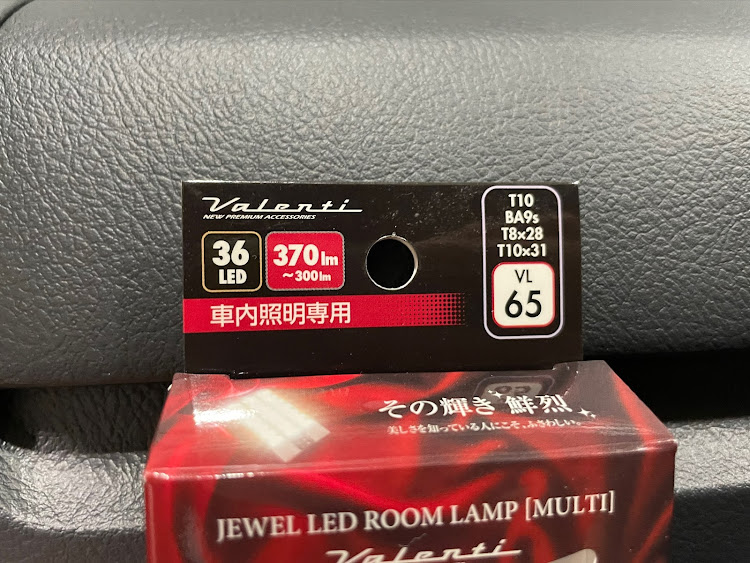 Valenti
NEW PREMIUM ACCESSORIES
36
LED
370lm
~300lm
車内照明専用
T10
BA9s
T8×28
T10×31
VL
65
その輝き 鮮烈
美しさを知っている人にこそ、ふさわしい。
JEWEL LED ROOM LAMP [MULTI]
Valenti